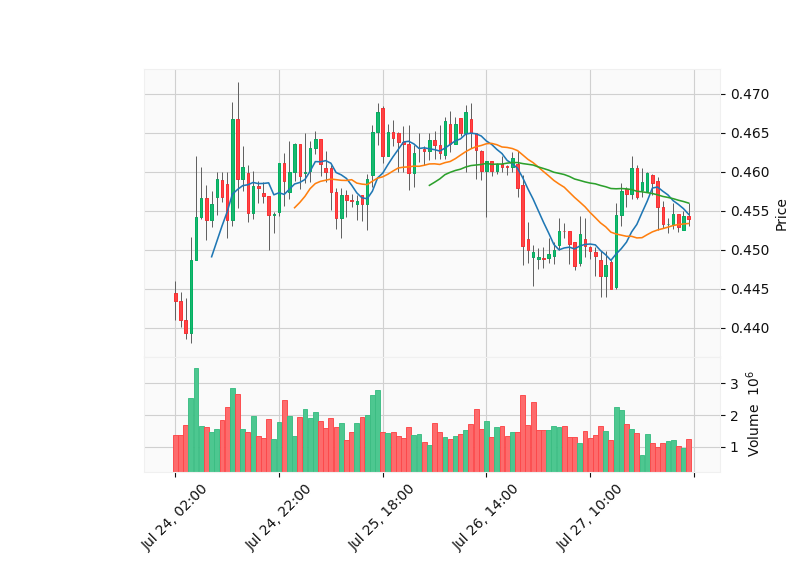 0.470
0.465
0.460
0.455
0.450
0.445
0.440
Price
3
2
1
Volume 10^6
Jul 24, 02:00
Jul 24, 22:00
Jul 25, 18:00
Jul 26, 14:00
Jul 27, 10:00